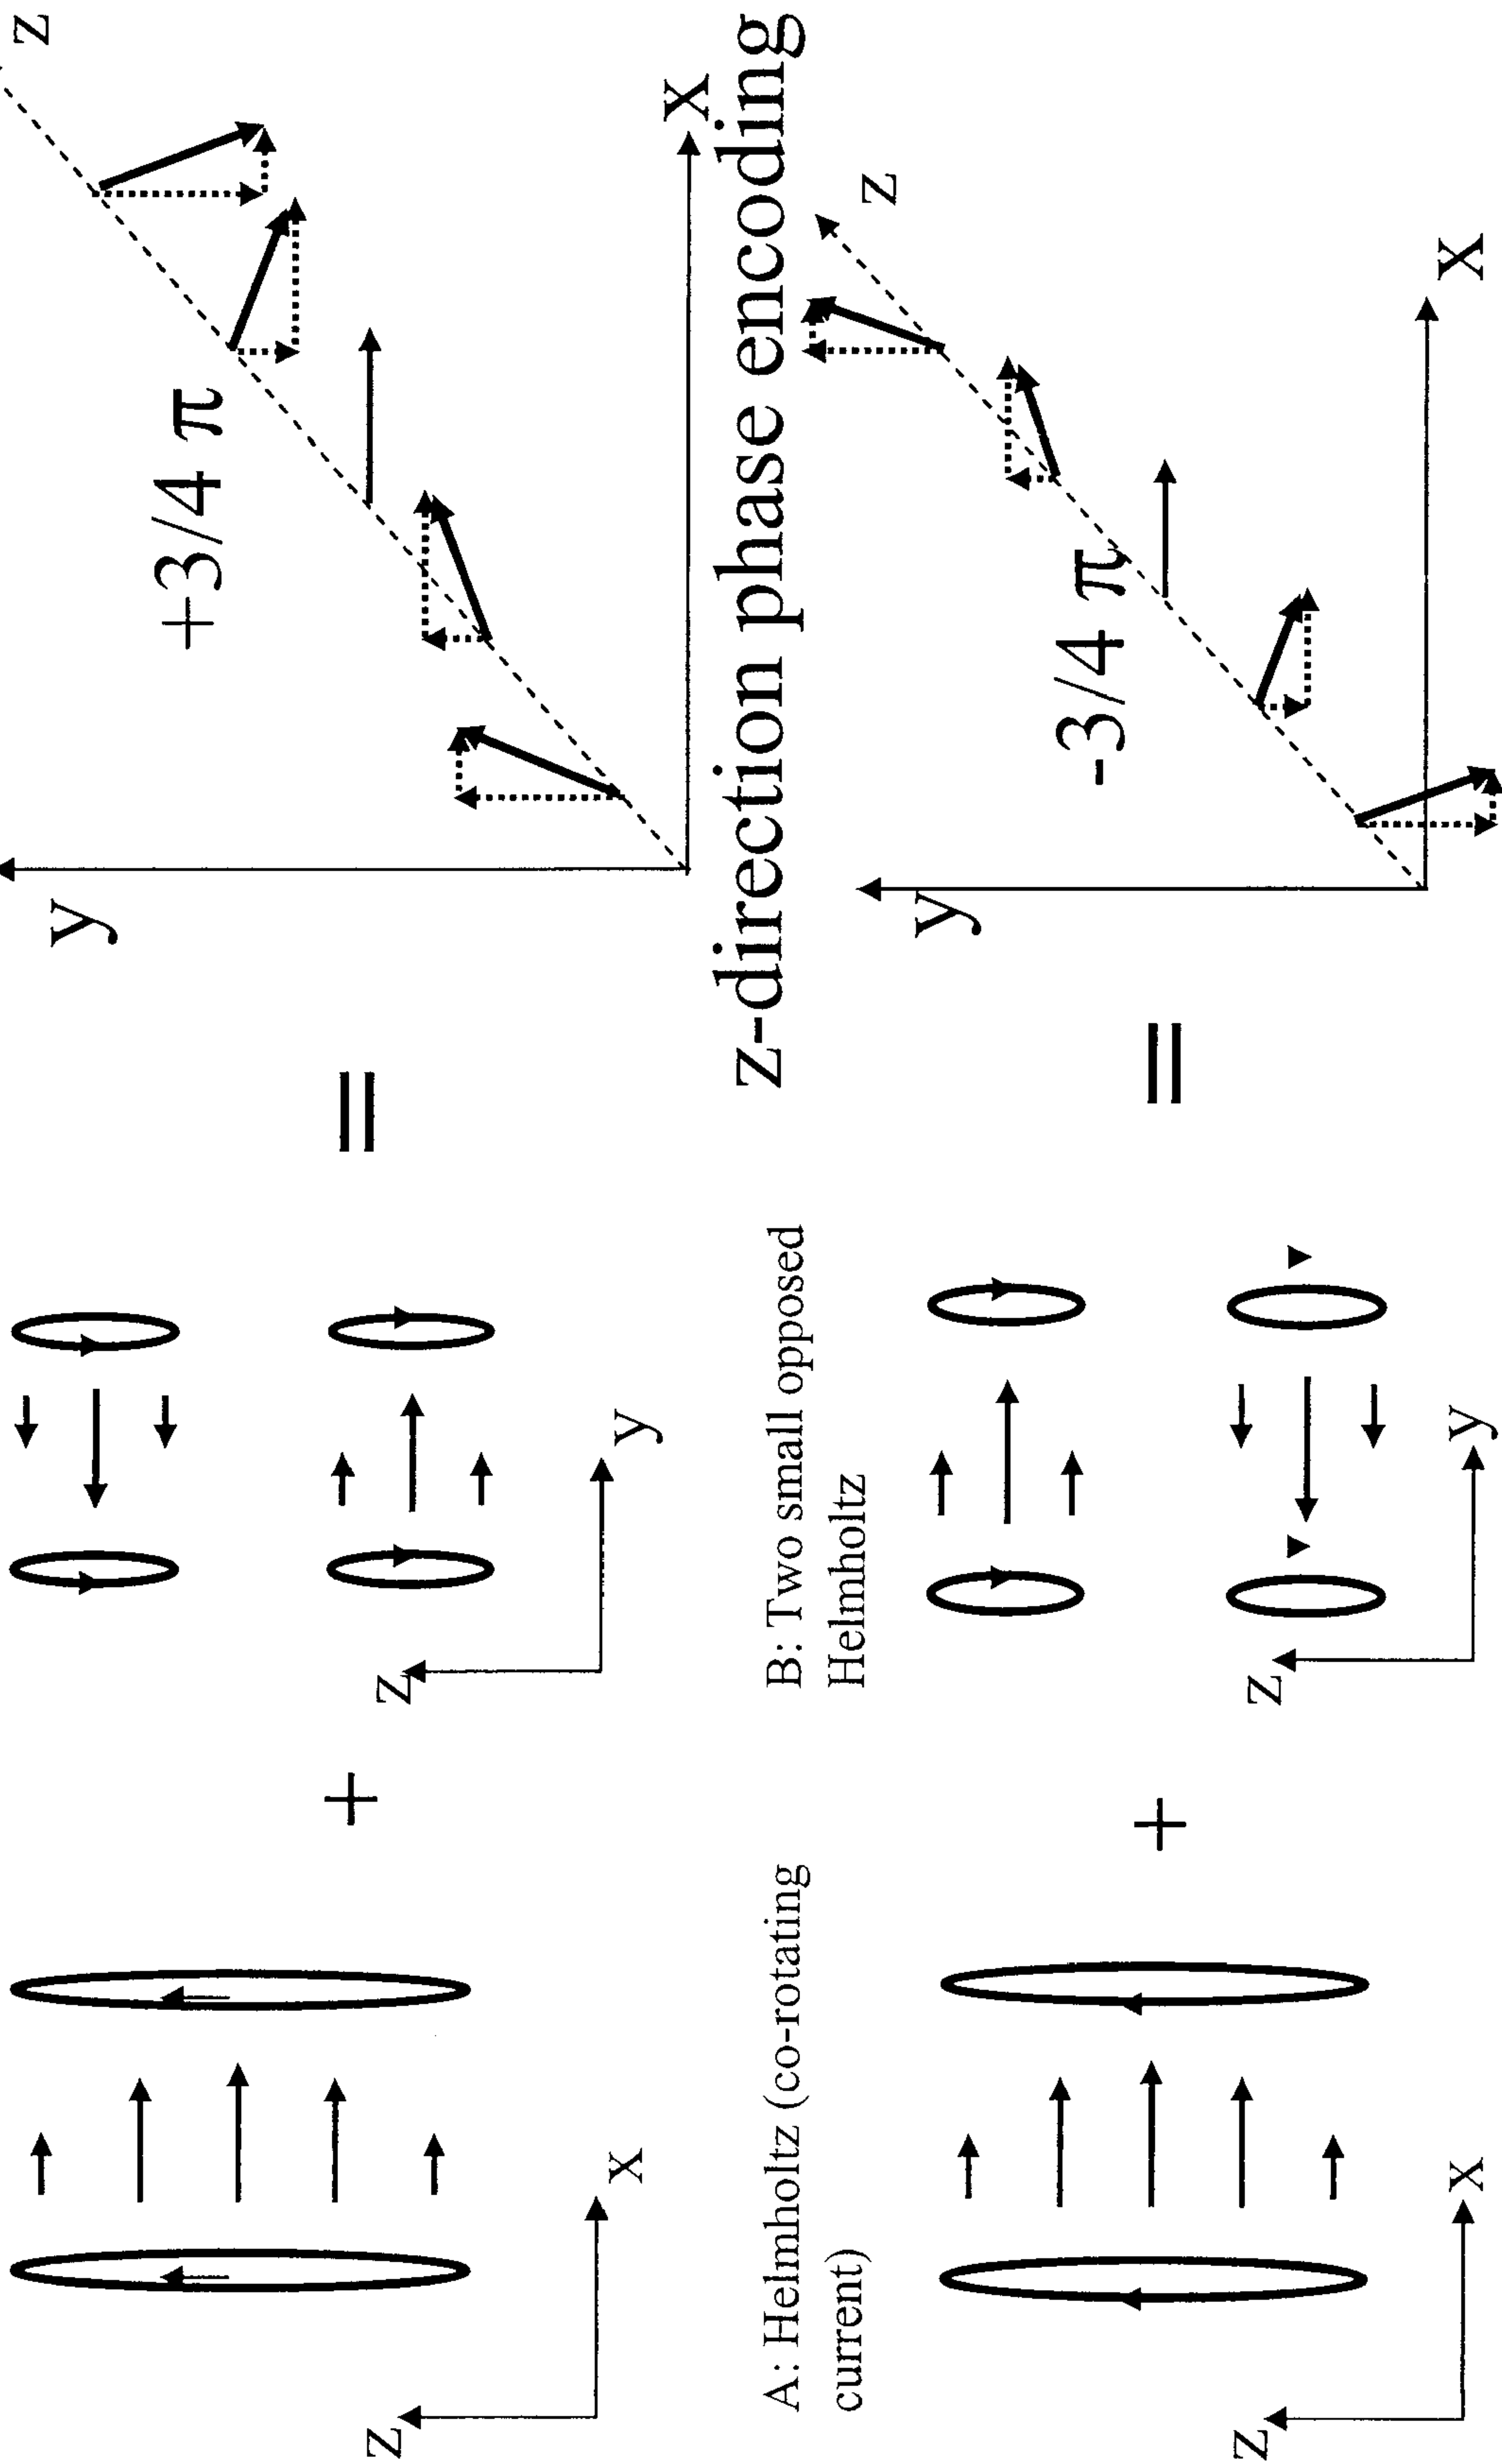 z
x
+
z
y
=
y
+3/4 π
z
x
A: Helmholtz (co-rotating
current)
B: Two small opposed
Helmholtz
z-direction phase encoding
z
x
+
z
y
=
y
-3/4 π
z
x